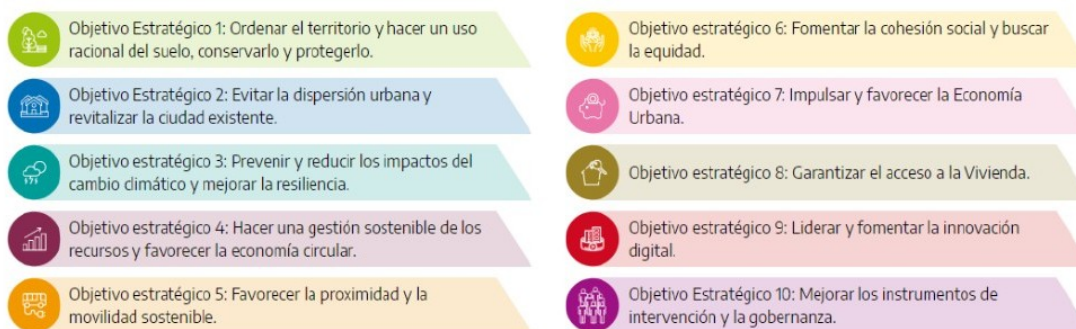 Objetivo Estratégico 1: Ordenar el territorio y hacer un uso
racional del suelo, conservarlo y protegerlo.
Objetivo Estratégico 2: Evitar la dispersión urbana y
revitalizar la ciudad existente.
Objetivo estratégico 3: Prevenir y reducir los impactos del
cambio climático y mejorar la resiliencia.
Objetivo estratégico 4: Hacer una gestión sostenible de los
recursos y favorecer la economía circular.
Objetivo estratégico 5: Favorecer la proximidad y la
movilidad sostenible.
Objetivo estratégico 6: Fomentar la cohesión social y buscar
la equidad.
Objetivo estratégico 7: Impulsar y favorecer la Economía
Urbana.
Objetivo estratégico 8: Garantizar el acceso a la Vivienda.
Objetivo estratégico 9: Liderar y fomentar la innovación
digital.
Objetivo Estratégico 10: Mejorar los instrumentos de
intervención y la gobernanza.